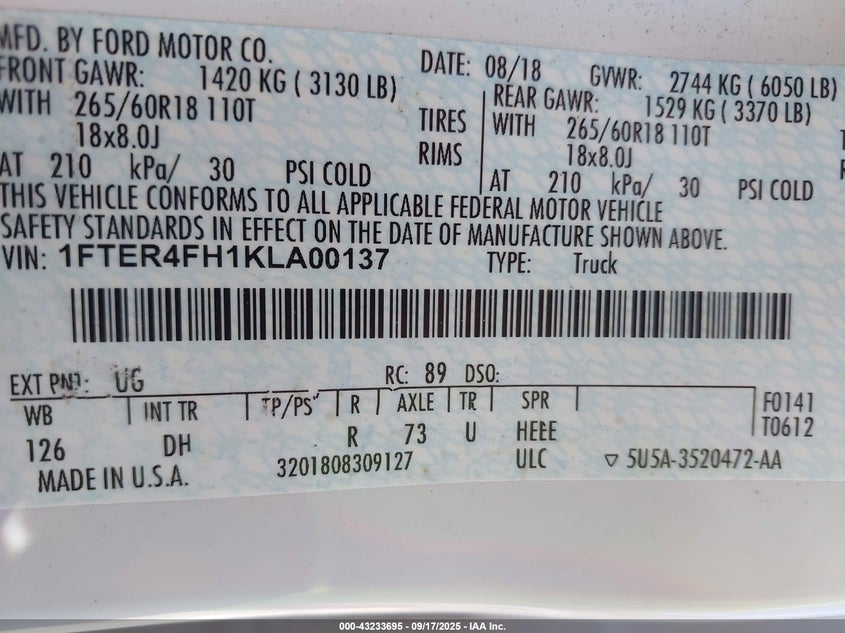 MFD. BY FORD MOTOR CO.
DATE: 08/18 GVWR: 2744 KG ( 6050 LB)
FRONT GAWR: 1420 KG ( 3130 LB)
REAR GAWR: 1529 KG ( 3370 LB)
WITH 265/60R18 110T TIRES
WITH 265/60R18 110T
18x8.0J RIMS
18x8.0J
AT 210 kPa/ 30 PSI COLD
AT 210 kPa/ 30 PSI COLD
THIS VEHICLE CONFORMS TO ALL APPLICABLE FEDERAL MOTOR VEHICLE
SAFETY STANDARDS IN EFFECT ON THE DATE OF MANUFACTURE SHOWN ABOVE.
VIN: 1FTER4FH1KLA00137 TYPE: Truck
EXT PNT: UG RC: 89 DSO:
WB INT TR TP/PS R AXLE TR SPR F0141
126 DH R 73 U HEEE T0612
MADE IN U.S.A. 3201808309127 ULC ▽ 5U5A-3520472-AA
000-43233695 - 09/17/2025 - IAA Inc.